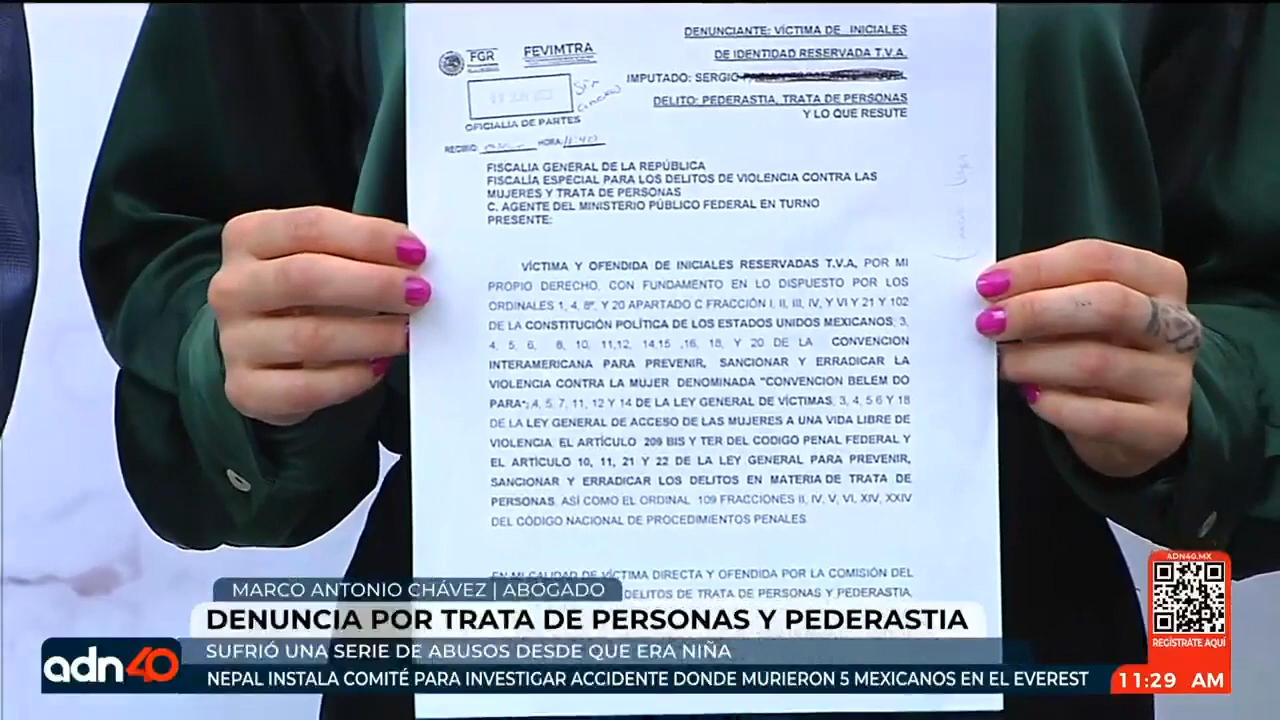 DENUNCIANTE: VÍCTIMA DE INICIALES
DE IDENTIDAD RESERVADA T.V.A.
FGR
FEVIMTRA
IMPUTADO: SERGIO
DELITO: PEDERASTIA, TRATA DE PERSONAS
Y LO QUE RESUTE
OFICIALIA DE PARTES
RECIBIO: HORA:
FISCALIA GENERAL DE LA REPÚBLICA
FISCALÍA ESPECIAL PARA LOS DELITOS DE VIOLENCIA CONTRA LAS
MUJERES Y TRATA DE PERSONAS
C. AGENTE DEL MINISTERIO PÚBLICO FEDERAL EN TURNO
PRESENTE:
VÍCTIMA Y OFENDIDA DE INICIALES RESERVADAS T.V.A, POR MI
PROPIO DERECHO, CON FUNDAMENTO EN LO DISPUESTO POR LOS
ORDINALES 1, 4, 8º, Y 20 APARTADO C FRACCIÓN I, II, III, IV, Y VI Y 21 Y 102
DE LA CONSTITUCIÓN POLÍTICA DE LOS ESTADOS UNIDOS MEXICANOS, 3,
4, 5, 6, 8, 10, 11,12, 14,15 ,16, 18, Y 20 DE LA CONVENCION
INTERAMERICANA PARA PREVENIR, SANCIONAR Y ERRADICAR LA
VIOLENCIA CONTRA LA MUJER DENOMINADA "CONVENCION BELEM DO
PARA"; 4, 5, 7, 11, 12 Y 14 DE LA LEY GENERAL DE VÍCTIMAS, 3, 4, 5 6 Y 18
DE LA LEY GENERAL DE ACCESO DE LAS MUJERES A UNA VIDA LIBRE DE
VIOLENCIA, EL ARTÍCULO 209 BIS Y TER DEL CODIGO PENAL FEDERAL Y
EL ARTÍCULO 10, 11, 21 Y 22 DE LA LEY GENERAL PARA PREVENIR,
SANCIONAR Y ERRADICAR LOS DELITOS EN MATERIA DE TRATA DE
PERSONAS, ASÍ COMO EL ORDINAL 109 FRACCIONES II, IV, V, VI, XIV, XXIV
DEL CÓDIGO NACIONAL DE PROCEDIMIENTOS PENALES.
EN MI CALIDAD DE VÍCTIMA DIRECTA Y OFENDIDA POR LA COMISIÓN DEL
DELITOS DE TRATA DE PERSONAS Y PEDERASTIA,
MARCO ANTONIO CHÁVEZ | ABOGADO
DENUNCIA POR TRATA DE PERSONAS Y PEDERASTIA
SUFRIÓ UNA SERIE DE ABUSOS DESDE QUE ERA NIÑA
adn40
NEPAL INSTALA COMITÉ PARA INVESTIGAR ACCIDENTE DONDE MURIERON 5 MEXICANOS EN EL EVEREST
ADN40.MX
REGÍSTRATE AQUÍ
11:29 AM